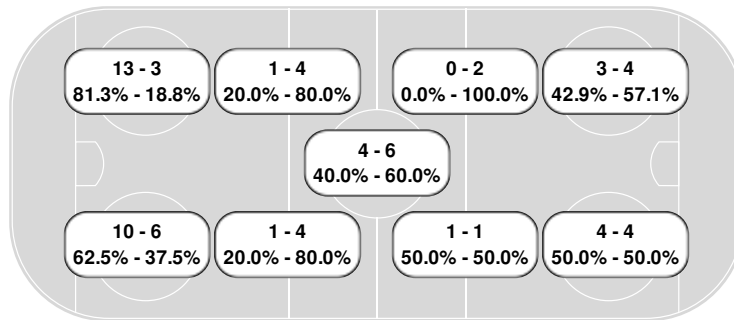 13 - 3
81.3% - 18.8%
1 - 4
20.0% - 80.0%
0 - 2
0.0% - 100.0%
3 - 4
42.9% - 57.1%
4 - 6
40.0% - 60.0%
10 - 6
62.5% - 37.5%
1 - 4
20.0% - 80.0%
1 - 1
50.0% - 50.0%
4 - 4
50.0% - 50.0%